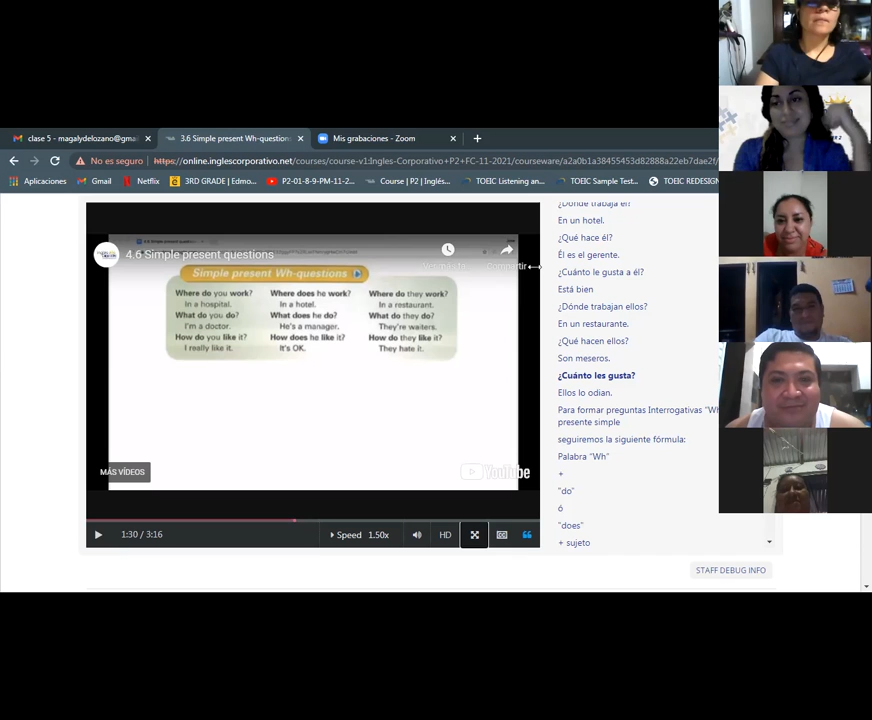 clase 5 - magalydelozano@gma
3.6 Simple present Wh-question
Mis grabaciones - Zoom
No es seguro
https://online.inglescorporativo.net/courses/course-v1:Ingles-Corporativo+P2+FC-11-2021/courseware/a2a0b1a38455453d82888a22eb7dae2f/
Aplicaciones
Gmail
Netflix
3RD GRADE | Edmo...
P2-01-8-9-PM-11-2...
Course | P2 | Inglés...
TOEIC Listening an...
TOEIC Sample Test...
TOEIC REDESIG
4.6 Simple present questions
Compartir
Simple present Wh-questions
Where do you work?
In a hospital.
What do you do?
I'm a doctor.
How do you like it?
I really like it.
Where does he work?
In a hotel.
What does he do?
He's a manager.
How does he like it?
It's OK.
Where do they work?
In a restaurant.
What do they do?
They're waiters.
How do they like it?
They hate it.
MÁS VÍDEOS
YouTube
1:30 / 3:16
Speed 1.50x
HD
¿Dónde trabaja él?
En un hotel.
¿Qué hace él?
Él es el gerente.
¿Cuánto le gusta a él?
Está bien
¿Dónde trabajan ellos?
En un restaurante.
¿Qué hacen ellos?
Son meseros.
¿Cuánto les gusta?
Ellos lo odian.
Para formar preguntas Interrogativas "Wh
presente simple
seguiremos la siguiente fórmula:
Palabra "Wh"
+
"do"
ó
"does"
+ sujeto
STAFF DEBUG INFO